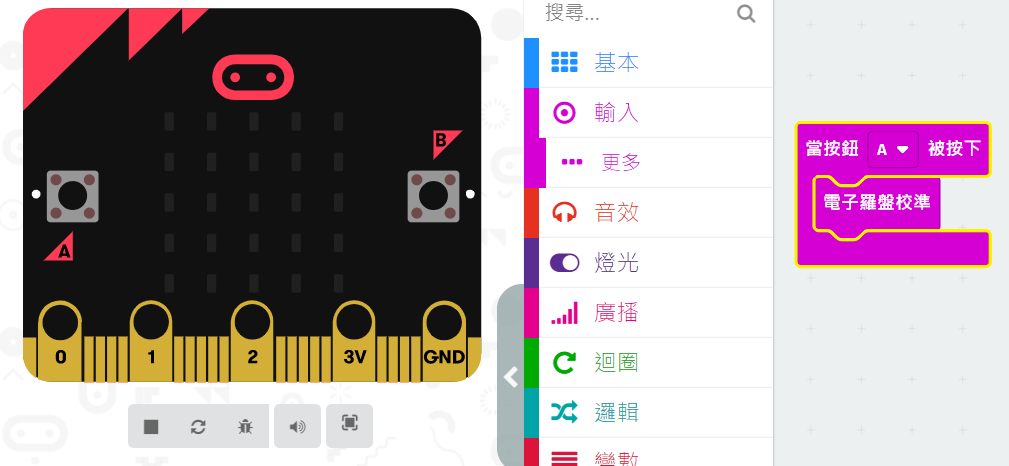 B
A
0 1 2 3V GND
搜尋...
基本
輸入
更多
音效
燈光
廣播
迴圈
邏輯
變數
當按鈕 A 被按下
電子羅盤校準